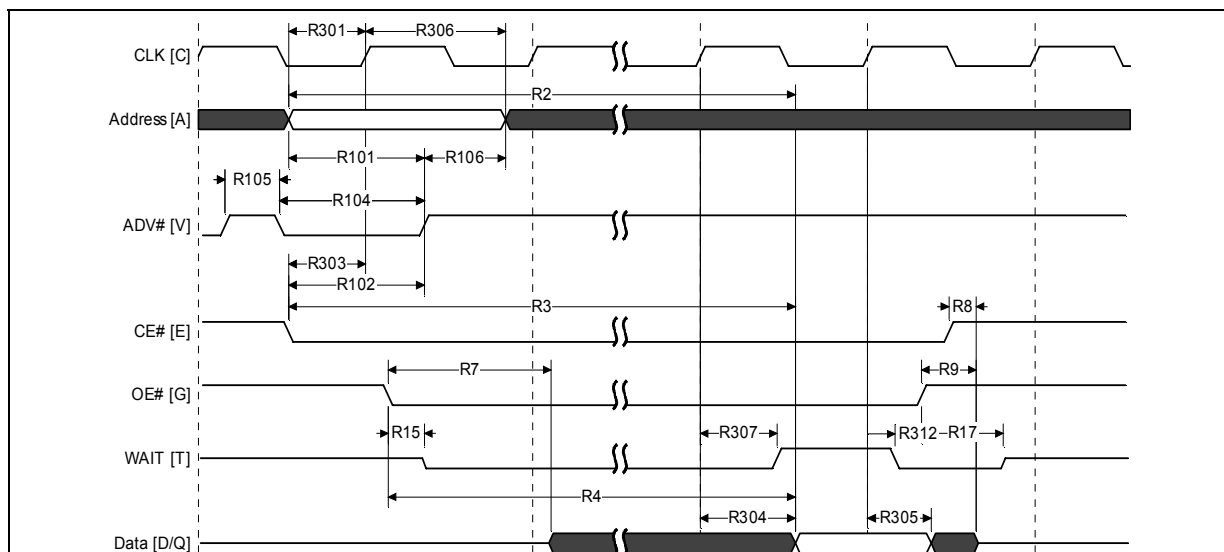 R301 R306
CLK [C]
R2
Address [A]
R101 R106
R105
R104
ADV# [V]
R303
R102
R3 R8
CE# [E]
R7 R9
OE# [G]
R15 R307 R312 R17
WAIT [T]
R4
R304 R305
Data [D/Q]